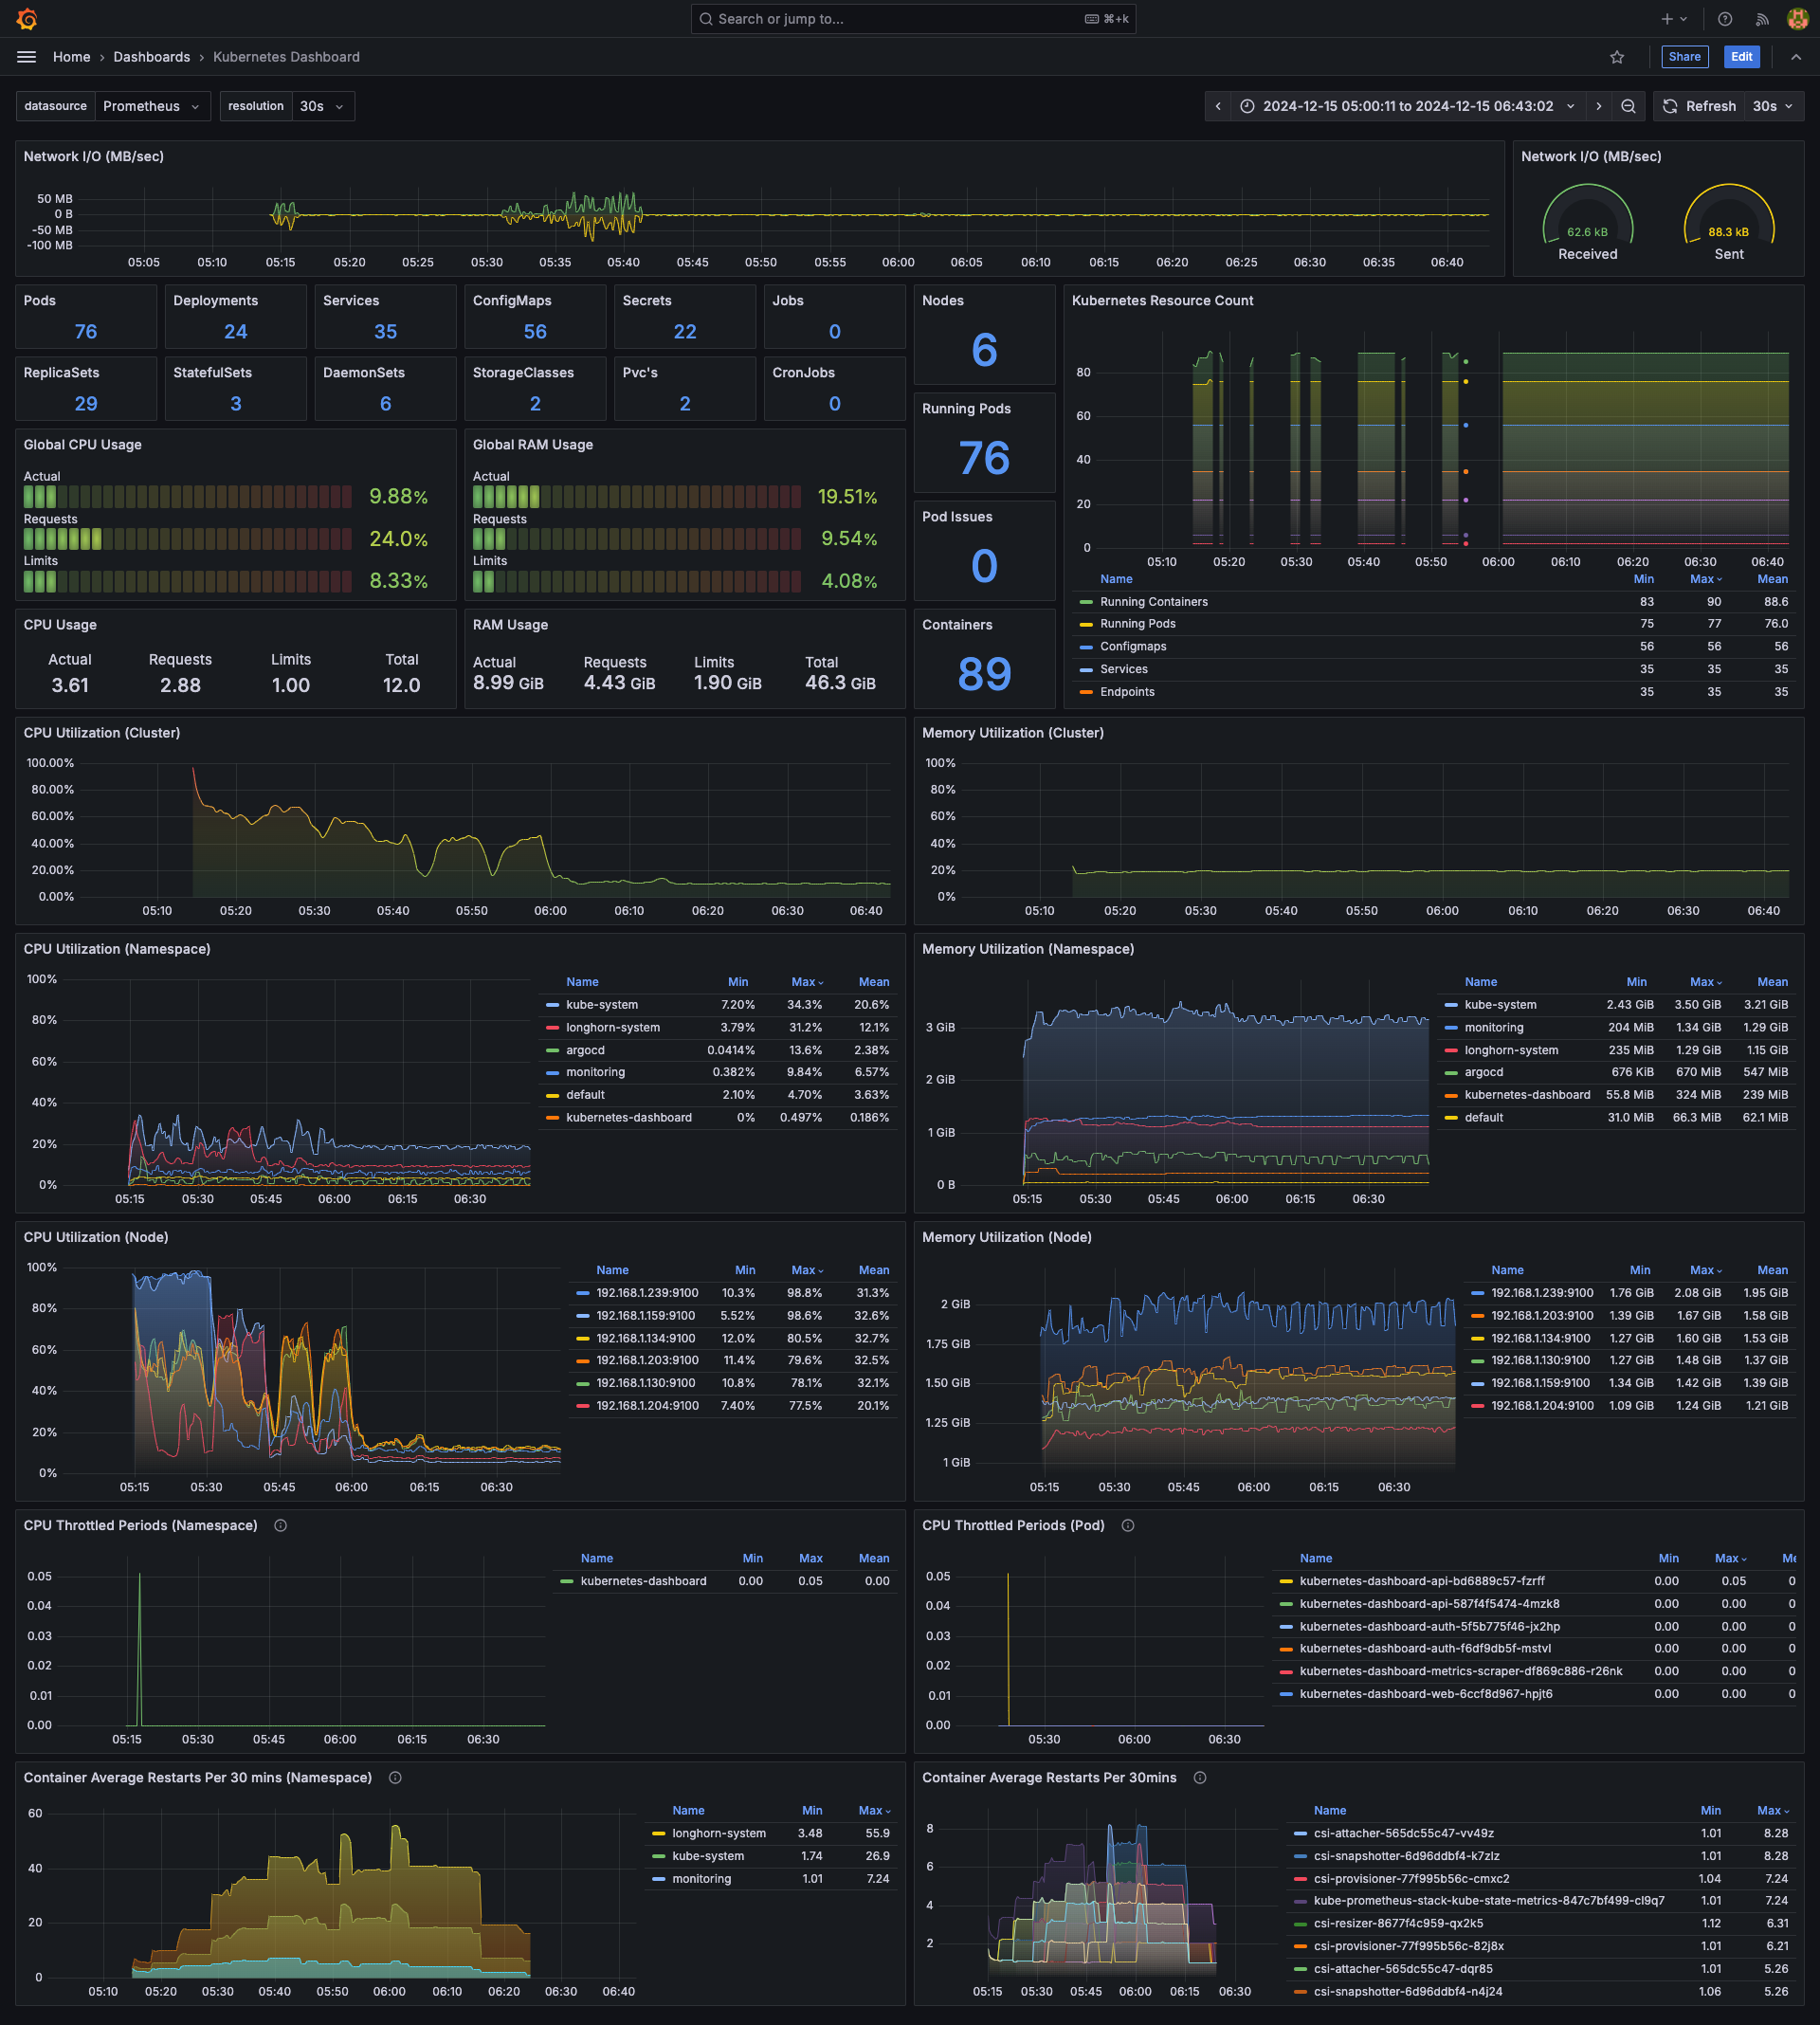 Search or jump to...
⌘+k
Home › Dashboards › Kubernetes Dashboard
Share
Edit
datasource Prometheus
resolution 30s
2024-12-15 05:00:11 to 2024-12-15 06:43:02
Refresh 30s
Network I/O (MB/sec)
50 MB
0 B
-50 MB
-100 MB
05:05 05:10 05:15 05:20 05:25 05:30 05:35 05:40 05:45 05:50 05:55 06:00 06:05 06:10 06:15 06:20 06:25 06:30 06:35 06:40
Network I/O (MB/sec)
62.6 kB
Received
88.3 kB
Sent
Pods
76
Deployments
24
Services
35
ConfigMaps
56
Secrets
22
Jobs
0
ReplicaSets
29
StatefulSets
3
DaemonSets
6
StorageClasses
2
Pvc's
2
CronJobs
0
Nodes
6
Running Pods
76
Pod Issues
0
Containers
89
Global CPU Usage
Actual
9.88%
Requests
24.0%
Limits
8.33%
Global RAM Usage
Actual
19.51%
Requests
9.54%
Limits
4.08%
CPU Usage
Actual Requests Limits Total
3.61 2.88 1.00 12.0
RAM Usage
Actual Requests Limits Total
8.99 GiB 4.43 GiB 1.90 GiB 46.3 GiB
Kubernetes Resource Count
80
60
40
20
0
05:10 05:20 05:30 05:40 05:50 06:00 06:10 06:20 06:30 06:40
Name Min Max Mean
Running Containers 83 90 88.6
Running Pods 75 77 76.0
Configmaps 56 56 56
Services 35 35 35
Endpoints 35 35 35
CPU Utilization (Cluster)
100.00%
80.00%
60.00%
40.00%
20.00%
0.00%
05:10 05:20 05:30 05:40 05:50 06:00 06:10 06:20 06:30 06:40
Memory Utilization (Cluster)
100%
80%
60%
40%
20%
0%
05:10 05:20 05:30 05:40 05:50 06:00 06:10 06:20 06:30 06:40
CPU Utilization (Namespace)
100%
80%
60%
40%
20%
0%
05:15 05:30 05:45 06:00 06:15 06:30
Name Min Max Mean
kube-system 7.20% 34.3% 20.6%
longhorn-system 3.79% 31.2% 12.1%
argocd 0.0414% 13.6% 2.38%
monitoring 0.382% 9.84% 6.57%
default 2.10% 4.70% 3.63%
kubernetes-dashboard 0% 0.497% 0.186%
Memory Utilization (Namespace)
3 GiB
2 GiB
1 GiB
0 B
05:15 05:30 05:45 06:00 06:15 06:30
Name Min Max Mean
kube-system 2.43 GiB 3.50 GiB 3.21 GiB
monitoring 204 MiB 1.34 GiB 1.29 GiB
longhorn-system 235 MiB 1.29 GiB 1.15 GiB
argocd 676 KiB 670 MiB 547 MiB
kubernetes-dashboard 55.8 MiB 324 MiB 239 MiB
default 31.0 MiB 66.3 MiB 62.1 MiB
CPU Utilization (Node)
100%
80%
60%
40%
20%
0%
05:15 05:30 05:45 06:00 06:15 06:30
Name Min Max Mean
192.168.1.239:9100 10.3% 98.8% 31.3%
192.168.1.159:9100 5.52% 98.6% 32.6%
192.168.1.134:9100 12.0% 80.5% 32.7%
192.168.1.203:9100 11.4% 79.6% 32.5%
192.168.1.130:9100 10.8% 78.1% 32.1%
192.168.1.204:9100 7.40% 77.5% 20.1%
Memory Utilization (Node)
2 GiB
1.75 GiB
1.50 GiB
1.25 GiB
1 GiB
05:15 05:30 05:45 06:00 06:15 06:30
Name Min Max Mean
192.168.1.239:9100 1.76 GiB 2.08 GiB 1.95 GiB
192.168.1.203:9100 1.39 GiB 1.67 GiB 1.58 GiB
192.168.1.134:9100 1.27 GiB 1.60 GiB 1.53 GiB
192.168.1.130:9100 1.27 GiB 1.48 GiB 1.37 GiB
192.168.1.159:9100 1.34 GiB 1.42 GiB 1.39 GiB
192.168.1.204:9100 1.09 GiB 1.24 GiB 1.21 GiB
CPU Throttled Periods (Namespace)
0.05
0.04
0.03
0.02
0.01
0.00
05:15 05:30 05:45 06:00 06:15 06:30
Name Min Max Mean
kubernetes-dashboard 0.00 0.05 0.00
CPU Throttled Periods (Pod)
0.05
0.04
0.03
0.02
0.01
0.00
05:30 06:00 06:30
Name Min Max Me
kubernetes-dashboard-api-bd6889c57-fzrff 0.00 0.05 0
kubernetes-dashboard-api-587f4f5474-4mzk8 0.00 0.00 0
kubernetes-dashboard-auth-5f5b775f46-jx2hp 0.00 0.00 0
kubernetes-dashboard-auth-f6df9db5f-mstvl 0.00 0.00 0
kubernetes-dashboard-metrics-scraper-df869c886-r26nk 0.00 0.00 0
kubernetes-dashboard-web-6ccf8d967-hpjt6 0.00 0.00 0
Container Average Restarts Per 30 mins (Namespace)
60
40
20
0
05:10 05:20 05:30 05:40 05:50 06:00 06:10 06:20 06:30 06:40
Name Min Max
longhorn-system 3.48 55.9
kube-system 1.74 26.9
monitoring 1.01 7.24
Container Average Restarts Per 30mins
8
6
4
2
05:15 05:30 05:45 06:00 06:15 06:30
Name Min Max
csi-attacher-565dc55c47-vv49z 1.01 8.28
csi-snapshotter-6d96ddbf4-k7zlz 1.01 8.28
csi-provisioner-77f995b56c-cmxc2 1.04 7.24
kube-prometheus-stack-kube-state-metrics-847c7bf499-cl9q7 1.01 7.24
csi-resizer-8677f4c959-qx2k5 1.12 6.31
csi-provisioner-77f995b56c-82j8x 1.01 6.21
csi-attacher-565dc55c47-dqr85 1.01 5.26
csi-snapshotter-6d96ddbf4-n4j24 1.06 5.26